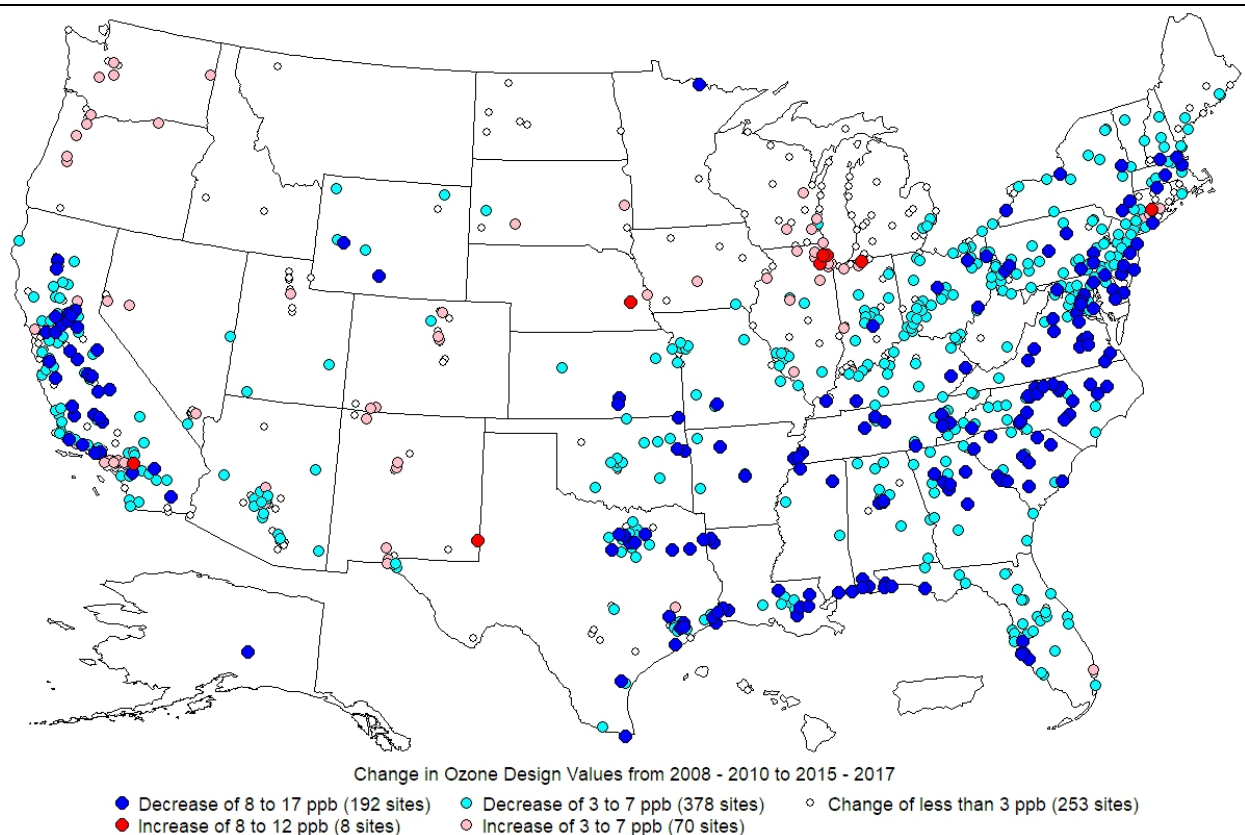 Change in Ozone Design Values from 2008 - 2010 to 2015 - 2017
Decrease of 8 to 17 ppb (192 sites) Decrease of 3 to 7 ppb (378 sites) Change of less than 3 ppb (253 sites)
Increase of 8 to 12 ppb (8 sites) Increase of 3 to 7 ppb (70 sites)